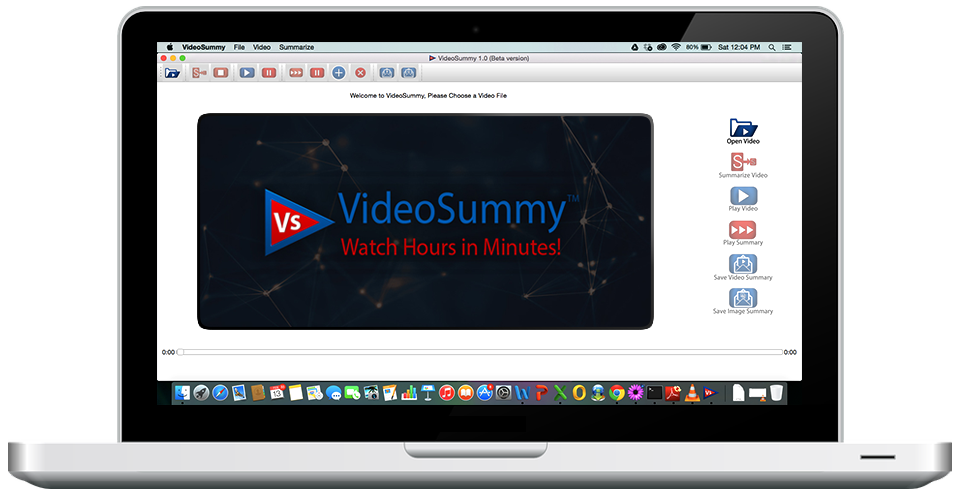 VideoSummy File Video Summarize 80% Sat 12:04 PM
VideoSummy 1.0 (Beta version)
Welcome to VideoSummy, Please Choose a Video File
Vs VideoSummy™
Watch Hours in Minutes!
Open Video
S
Summarize Video
Play Video
Play Summary
Save Video Summary
Save Image Summary
0:00 0:00
13